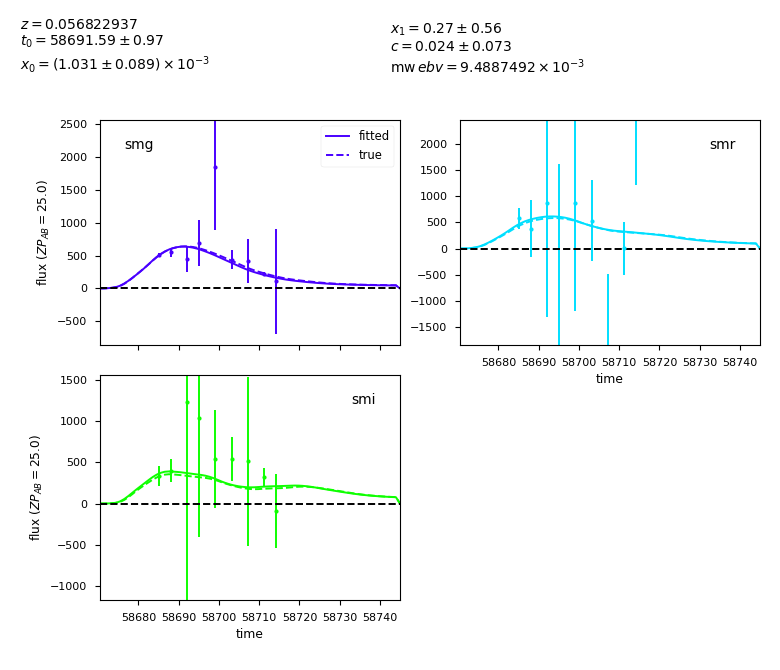 z = 0.056822937
t₀ = 58691.59 ± 0.97
x₀ = (1.031 ± 0.089) × 10⁻³
x₁ = 0.27 ± 0.56
c = 0.024 ± 0.073
mw ebv = 9.4887492 × 10⁻³
smg
fitted
true
2500
2000
1500
1000
500
0
−500
flux (ZP_AB = 25.0)
smr
2000
1500
1000
500
0
−500
−1000
−1500
58680 58690 58700 58710 58720 58730 58740
time
smi
1500
1000
500
0
−500
−1000
flux (ZP_AB = 25.0)
58680 58690 58700 58710 58720 58730 58740
time